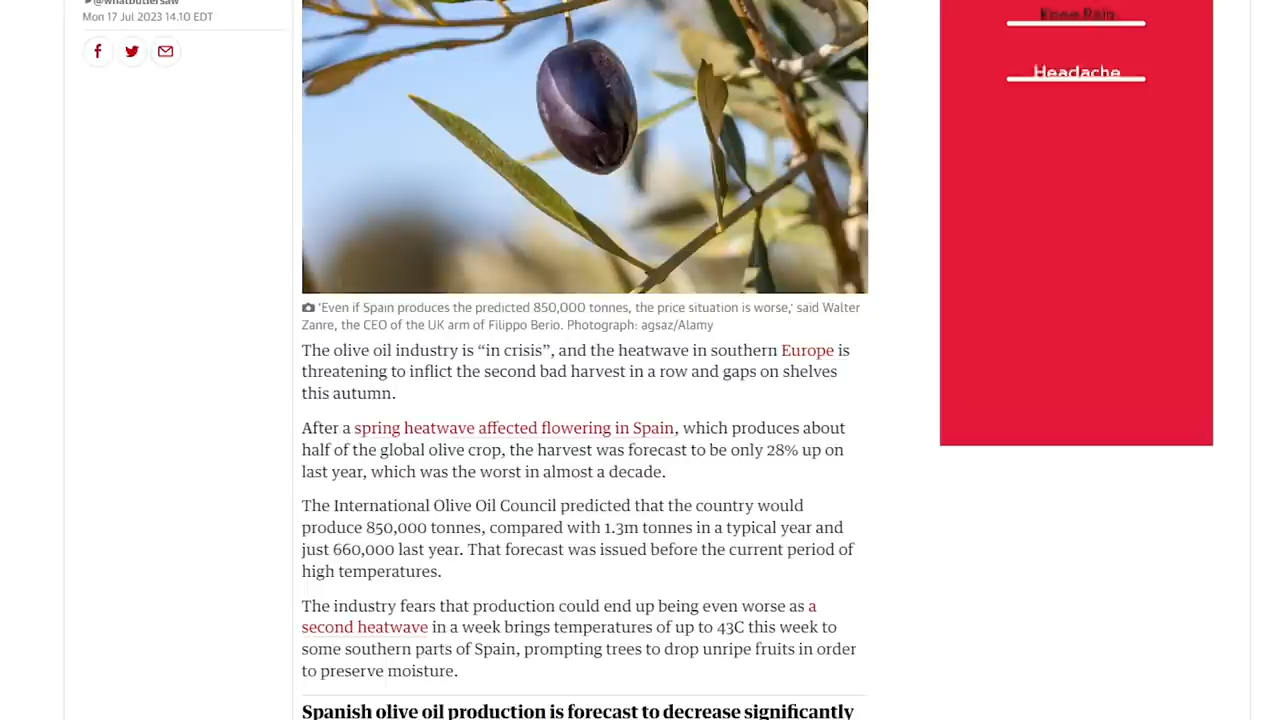 @whatbutlersaw
Mon 17 Jul 2023 14.10 EDT
'Even if Spain produces the predicted 850,000 tonnes, the price situation is worse,' said Walter
Zanre, the CEO of the UK arm of Filippo Berio. Photograph: agsaz/Alamy
The olive oil industry is “in crisis”, and the heatwave in southern Europe is
threatening to inflict the second bad harvest in a row and gaps on shelves
this autumn.
After a spring heatwave affected flowering in Spain, which produces about
half of the global olive crop, the harvest was forecast to be only 28% up on
last year, which was the worst in almost a decade.
The International Olive Oil Council predicted that the country would
produce 850,000 tonnes, compared with 1.3m tonnes in a typical year and
just 660,000 last year. That forecast was issued before the current period of
high temperatures.
The industry fears that production could end up being even worse as a
second heatwave in a week brings temperatures of up to 43C this week to
some southern parts of Spain, prompting trees to drop unripe fruits in order
to preserve moisture.
Spanish olive oil production is forecast to decrease significantly
Knee Pain
Headache